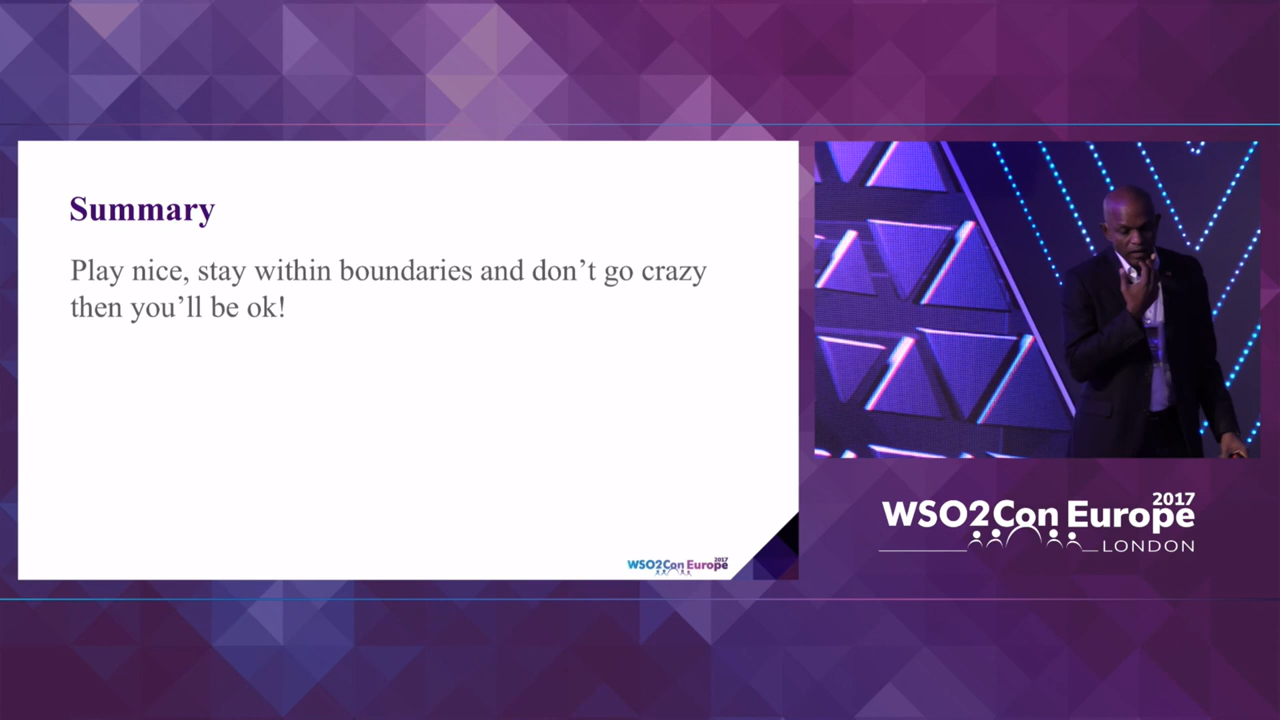 Summary
Play nice, stay within boundaries and don’t go crazy
then you’ll be ok!
WSO2Con Europe 2017
WSO2Con Europe 2017
LONDON